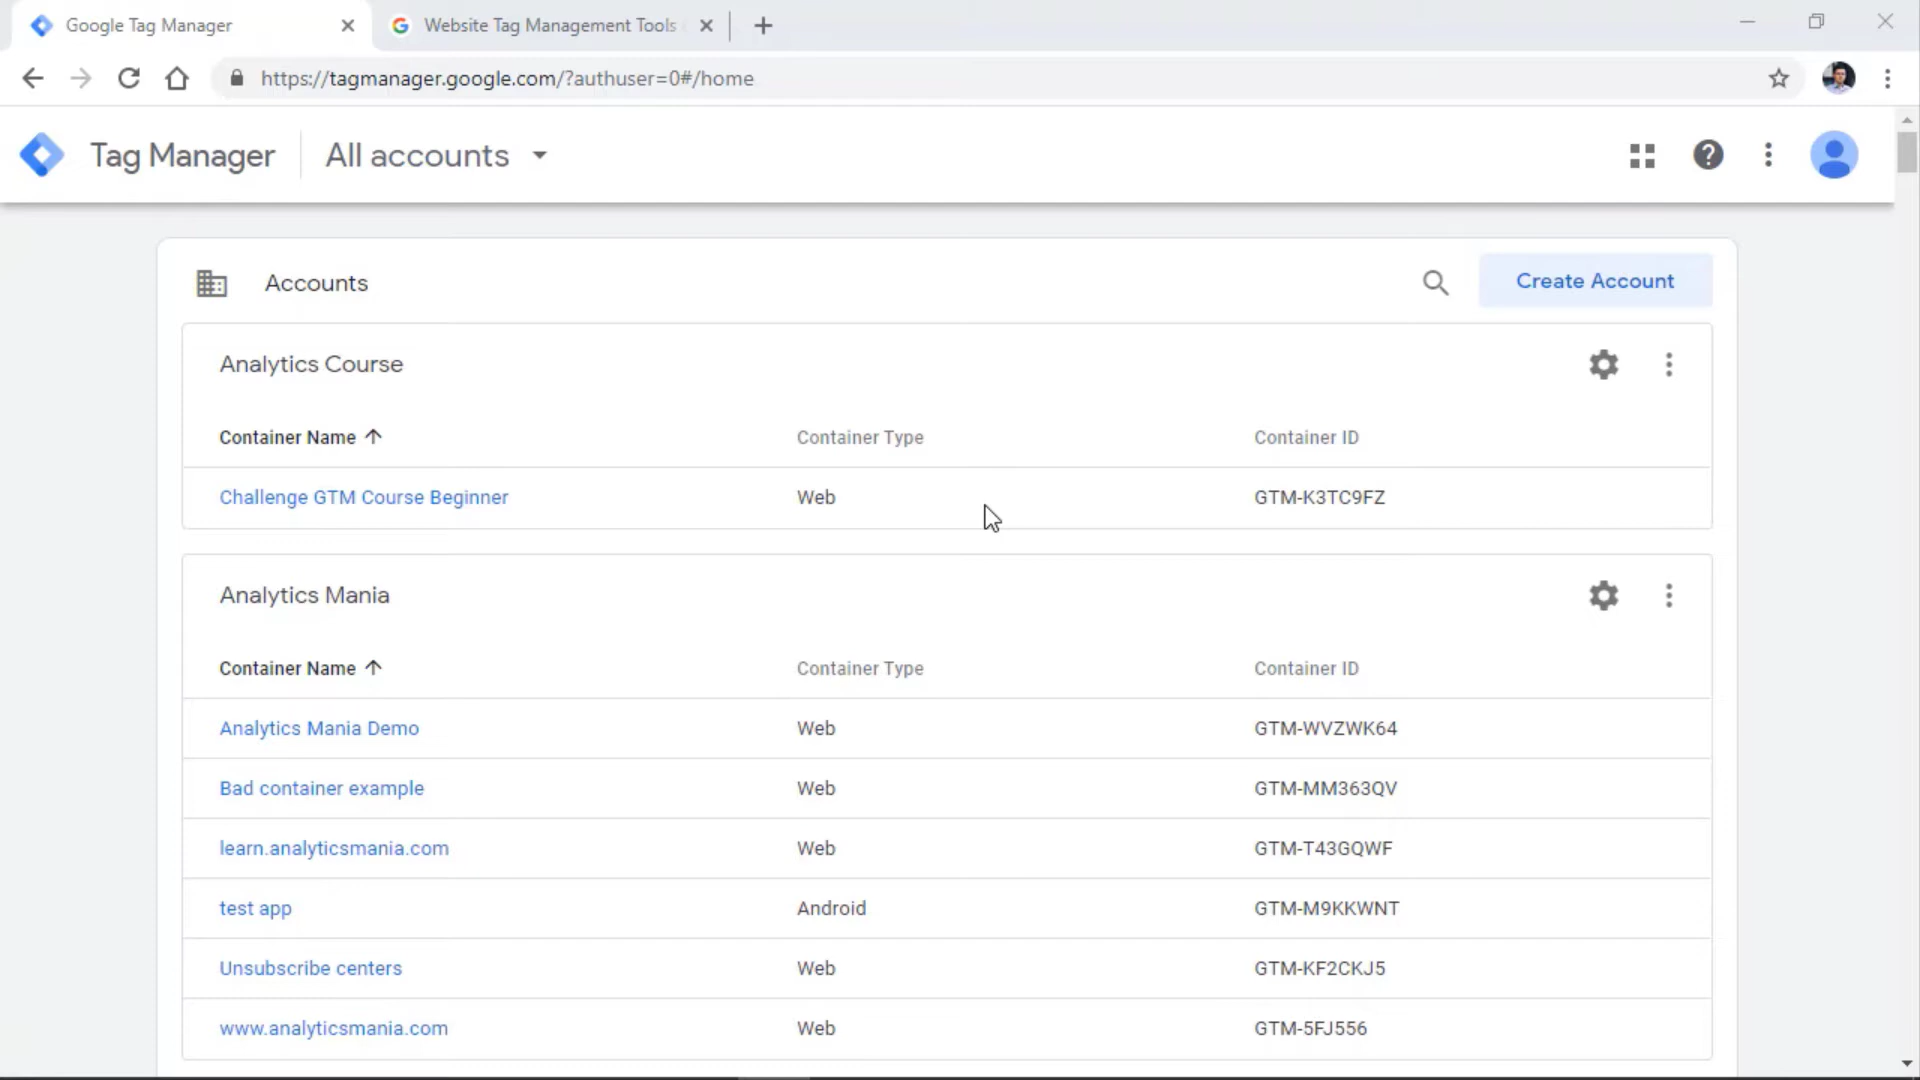 Google Tag Manager
Website Tag Management Tools
https://tagmanager.google.com/?authuser=0#/home
Tag Manager All accounts
Accounts Create Account
Analytics Course
Container Name Container Type Container ID
Challenge GTM Course Beginner Web GTM-K3TC9FZ
Analytics Mania
Container Name Container Type Container ID
Analytics Mania Demo Web GTM-WVZWK64
Bad container example Web GTM-MM363QV
learn.analyticsmania.com Web GTM-T43GQWF
test app Android GTM-M9KKWNT
Unsubscribe centers Web GTM-KF2CKJ5
www.analyticsmania.com Web GTM-5FJ556